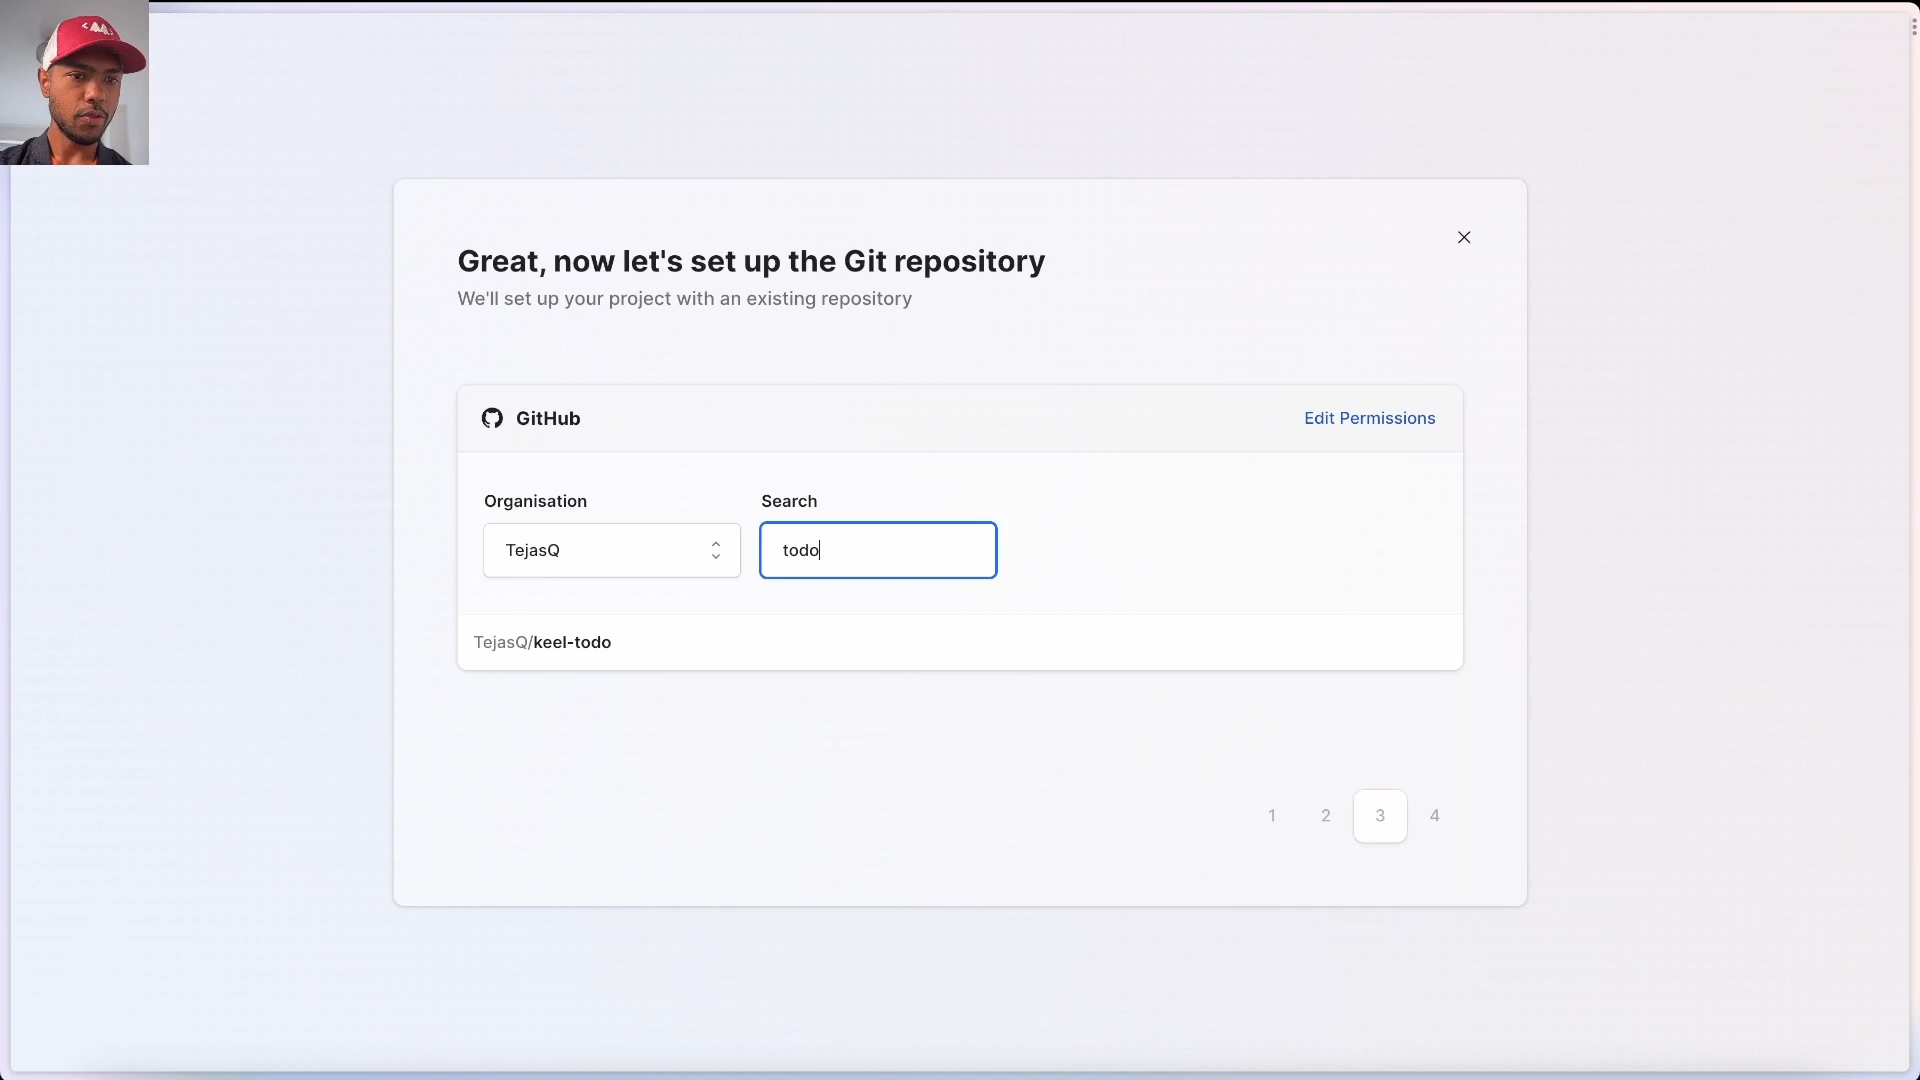 Great, now let's set up the Git repository
We'll set up your project with an existing repository
GitHub
Edit Permissions
Organisation
Search
TejasQ
todo
TejasQ/keel-todo
1
2
3
4